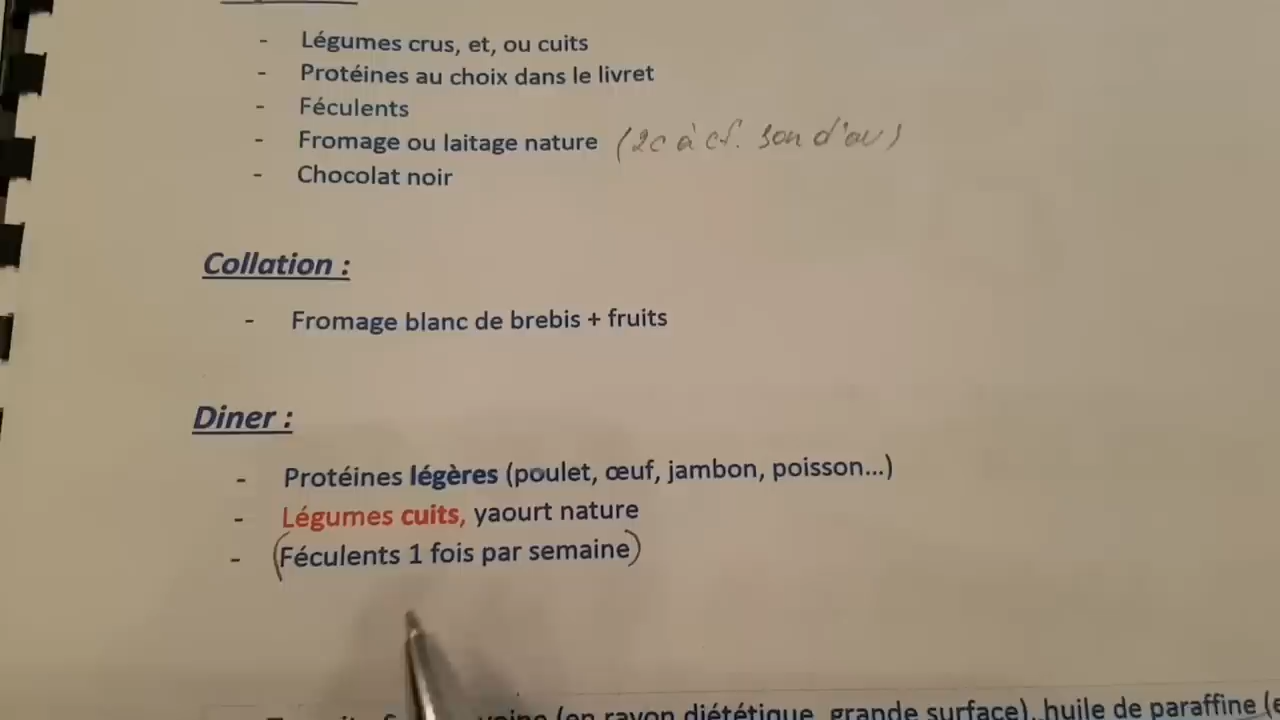 - Légumes crus, et, ou cuits
- Protéines au choix dans le livret
- Féculents
- Fromage ou laitage nature (2c à cf. son d'av)
- Chocolat noir
Collation :
- Fromage blanc de brebis + fruits
Diner :
- Protéines légères (poulet, œuf, jambon, poisson...)
- Légumes cuits, yaourt nature
- (Féculents 1 fois par semaine)
(en rayon diététique, grande surface), huile de paraffine